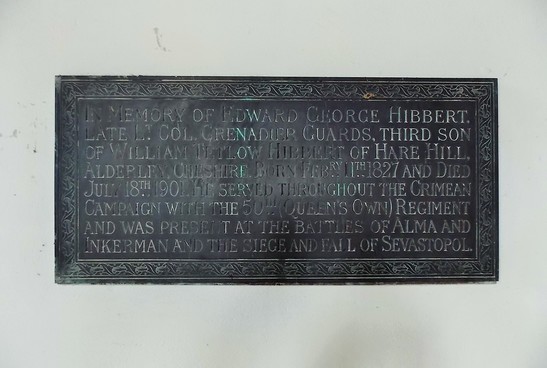 IN MEMORY OF EDWARD GEORGE HIBBERT,
LATE LT COL. GRENADIER GUARDS, THIRD SON
OF WILLIAM TETLOW HIBBERT OF HARE HILL,
ALDERLEY, CHESHIRE. BORN FEBY 11TH 1827 AND DIED
JULY 18TH 1901. HE SERVED THROUGHOUT THE CRIMEAN
CAMPAIGN WITH THE 50TH (QUEEN'S OWN) REGIMENT
AND WAS PRESENT AT THE BATTLES OF ALMA AND
INKERMAN AND THE SIEGE AND FALL OF SEVASTOPOL.